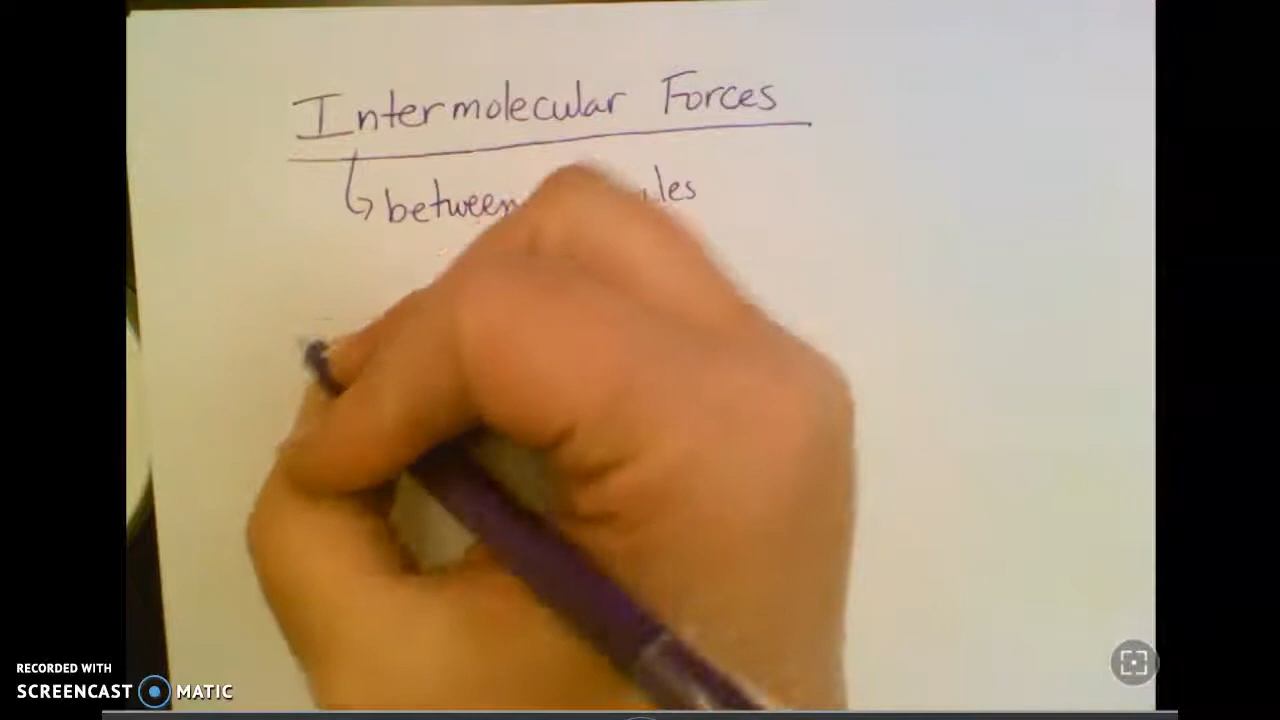 Intermolecular Forces
between
RECORDED WITH
SCREENCAST MATIC